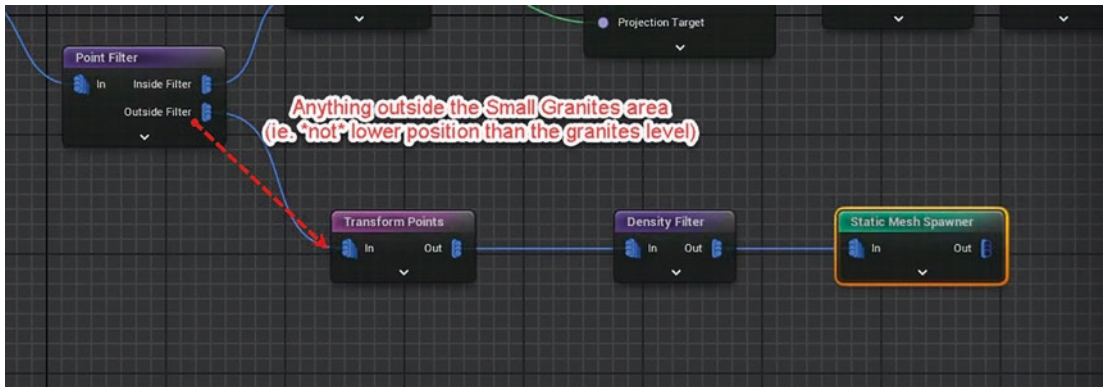 Projection Target
Point Filter
In Inside Filter
Outside Filter
Anything outside the Small Granites area
(ie. *not* lower position than the granites level)
Transform Points
In Out
Density Filter
In Out
Static Mesh Spawner
In Out